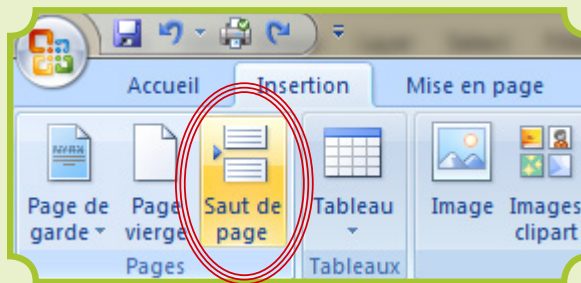 Accueil Insertion Mise en page
Page de garde
Page vierge
Saut de page
Tableau
Image
Images clipart
Pages Tableaux